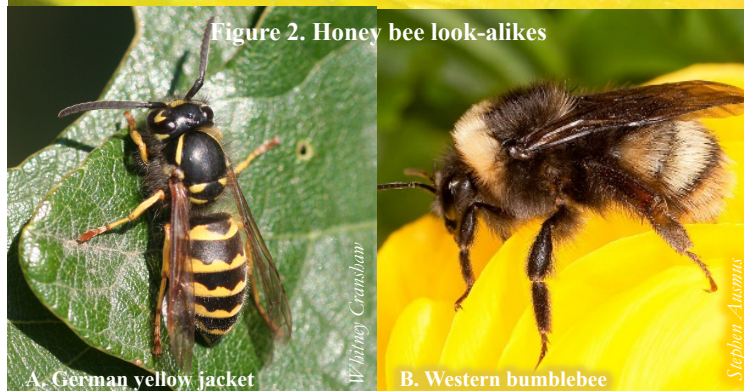 Figure 2. Honey bee look-alikes
Whitney Cranshaw
Stephen Ausmus
A. German yellow jacket
B. Western bumblebee